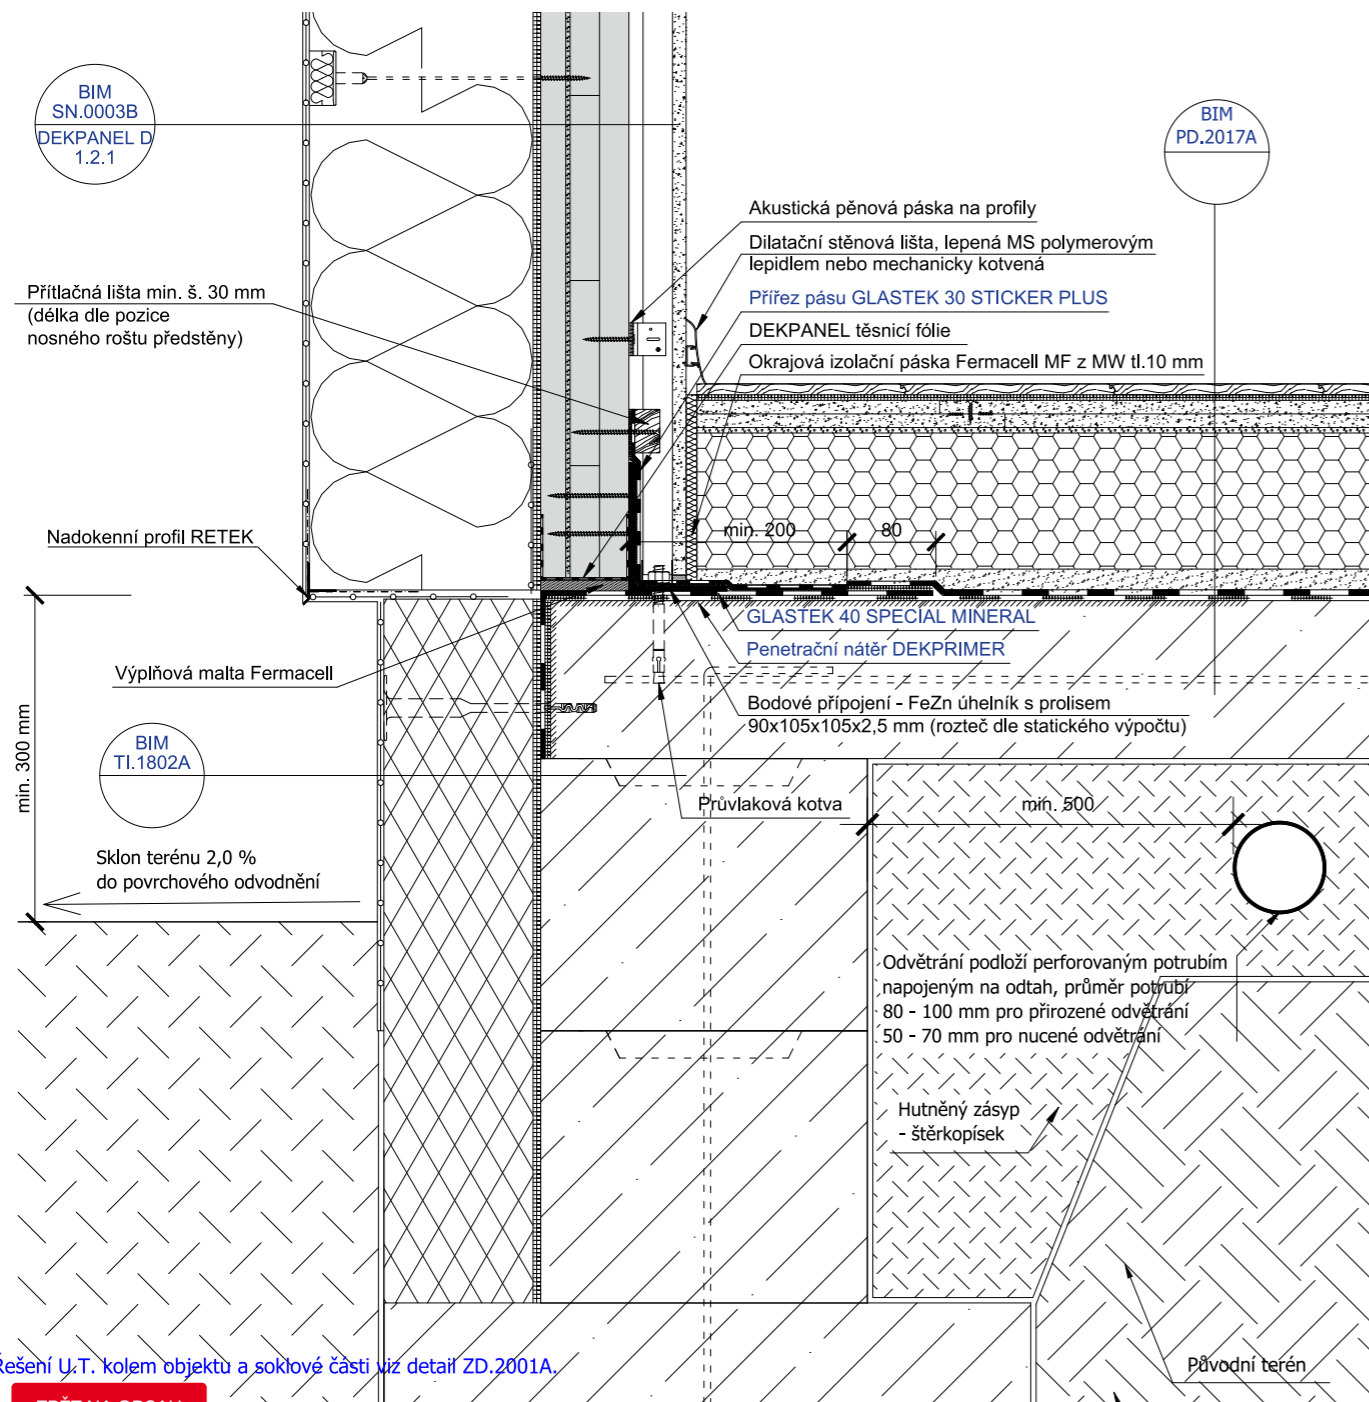 BIM
SN.0003B
DEKPANEL D
1.2.1
BIM
PD.2017A
Akustická pěnová páska na profily
Dilatační stěnová lišta, lepená MS polymerovým
lepidlem nebo mechanicky kotvená
Přířez pásu GLASTEK 30 STICKER PLUS
DEKPANEL těsnicí fólie
Okrajová izolační páska Fermacell MF z MW tl.10 mm
Přítlačná lišta min. š. 30 mm
(délka dle pozice
nosného roštu předstěny)
min. 200
80
Nadokenní profil RETEK
GLASTEK 40 SPECIAL MINERAL
Penetrační nátěr DEKPRIMER
Výplňová malta Fermacell
Bodové přípojení - FeZn úhelník s prolisem
90x105x105x2,5 mm (rozteč dle statického výpočtu)
min. 300 mm
BIM
TI.1802A
Průvlaková kotva
min. 500
Sklon terénu 2,0 %
do povrchového odvodnění
Odvětrání podloží perforovaným potrubím
napojeným na odtah, průměr potrubí
80 - 100 mm pro přirozené odvětrání
50 - 70 mm pro nucené odvětrání
Hutněný zásyp
- štěrkopísek
Řešení U.T. kolem objektu a soklové části viz detail ZD.2001A.
Původní terén